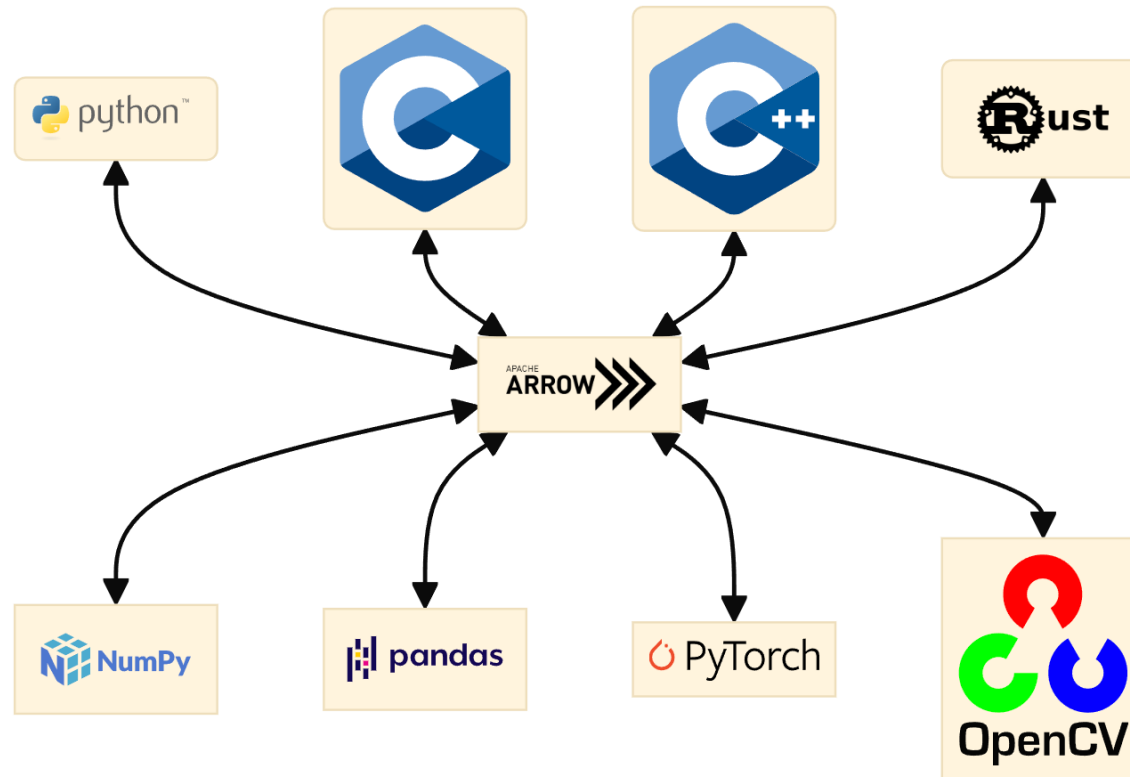 python™
C
C++
Rust
APACHE
ARROW
NumPy
pandas
PyTorch
OpenCV